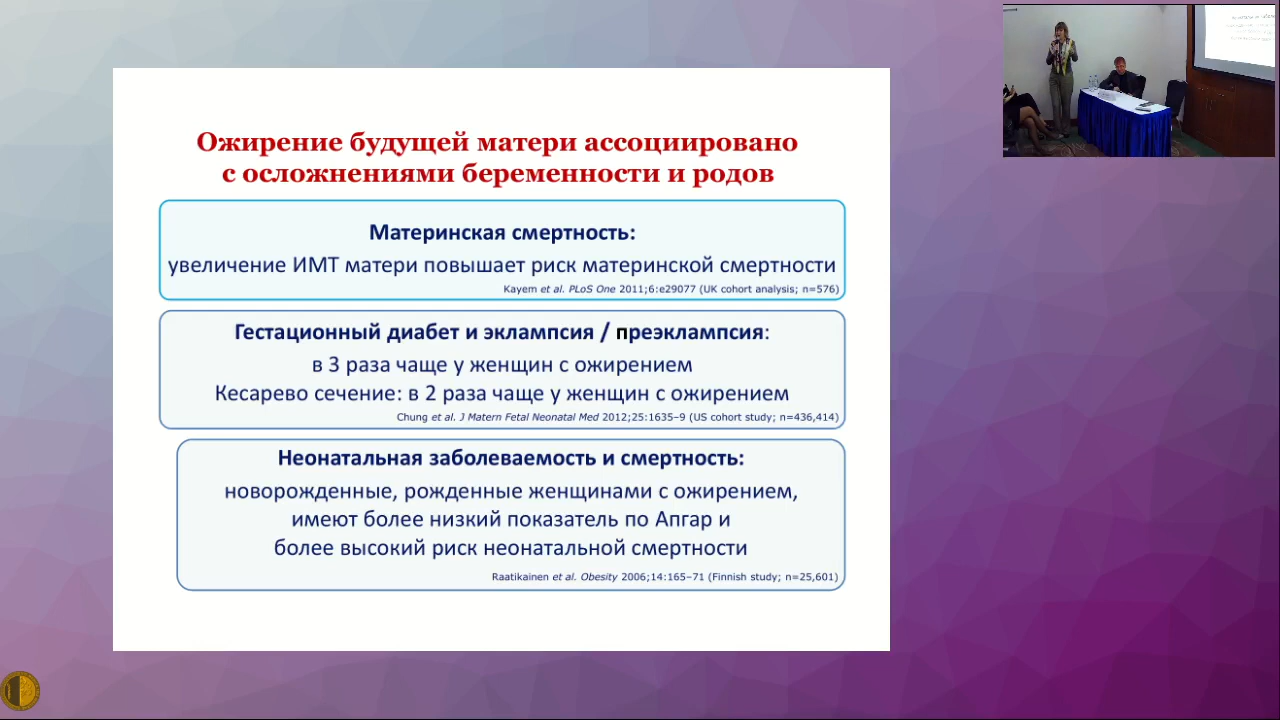 Ожирение будущей матери ассоциировано
с осложнениями беременности и родов
Материнская смертность:
увеличение ИМТ матери повышает риск материнской смертности
Kayem et al. PLoS One 2011;6:e29077 (UK cohort analysis; n=576)
Гестационный диабет и эклампсия / преэклампсия:
в 3 раза чаще у женщин с ожирением
Кесарево сечение: в 2 раза чаще у женщин с ожирением
Chung et al. J Matern Fetal Neonatal Med 2012;25:1635–9 (US cohort study; n=436,414)
Неонатальная заболеваемость и смертность:
новорожденные, рожденные женщинами с ожирением,
имеют более низкий показатель по Апгар и
более высокий риск неонатальной смертности
Raatikainen et al. Obesity 2006;14:165–71 (Finnish study; n=25,601)